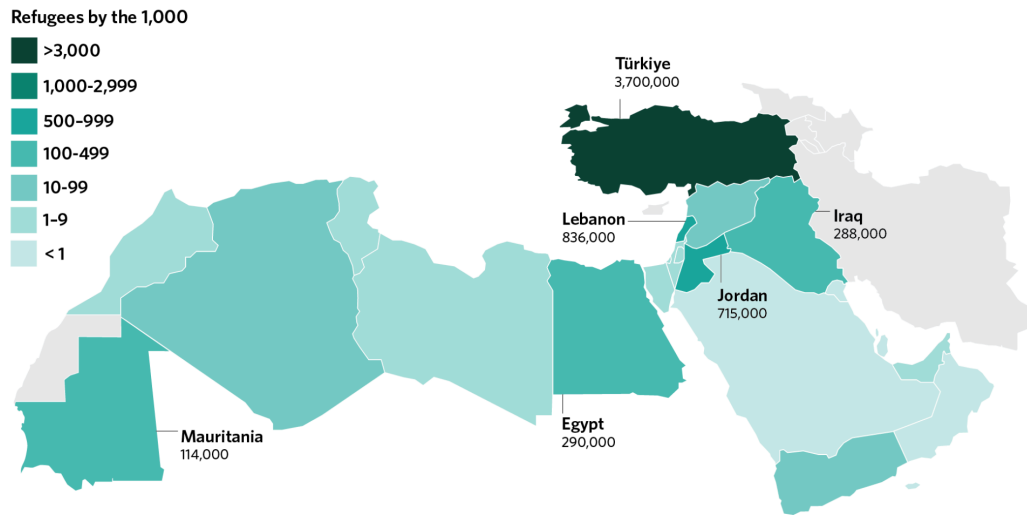 Refugees by the 1,000
>3,000
1,000-2,999
500-999
100-499
10-99
1-9
< 1
Türkiye
3,700,000
Lebanon
836,000
Iraq
288,000
Jordan
715,000
Egypt
290,000
Mauritania
114,000